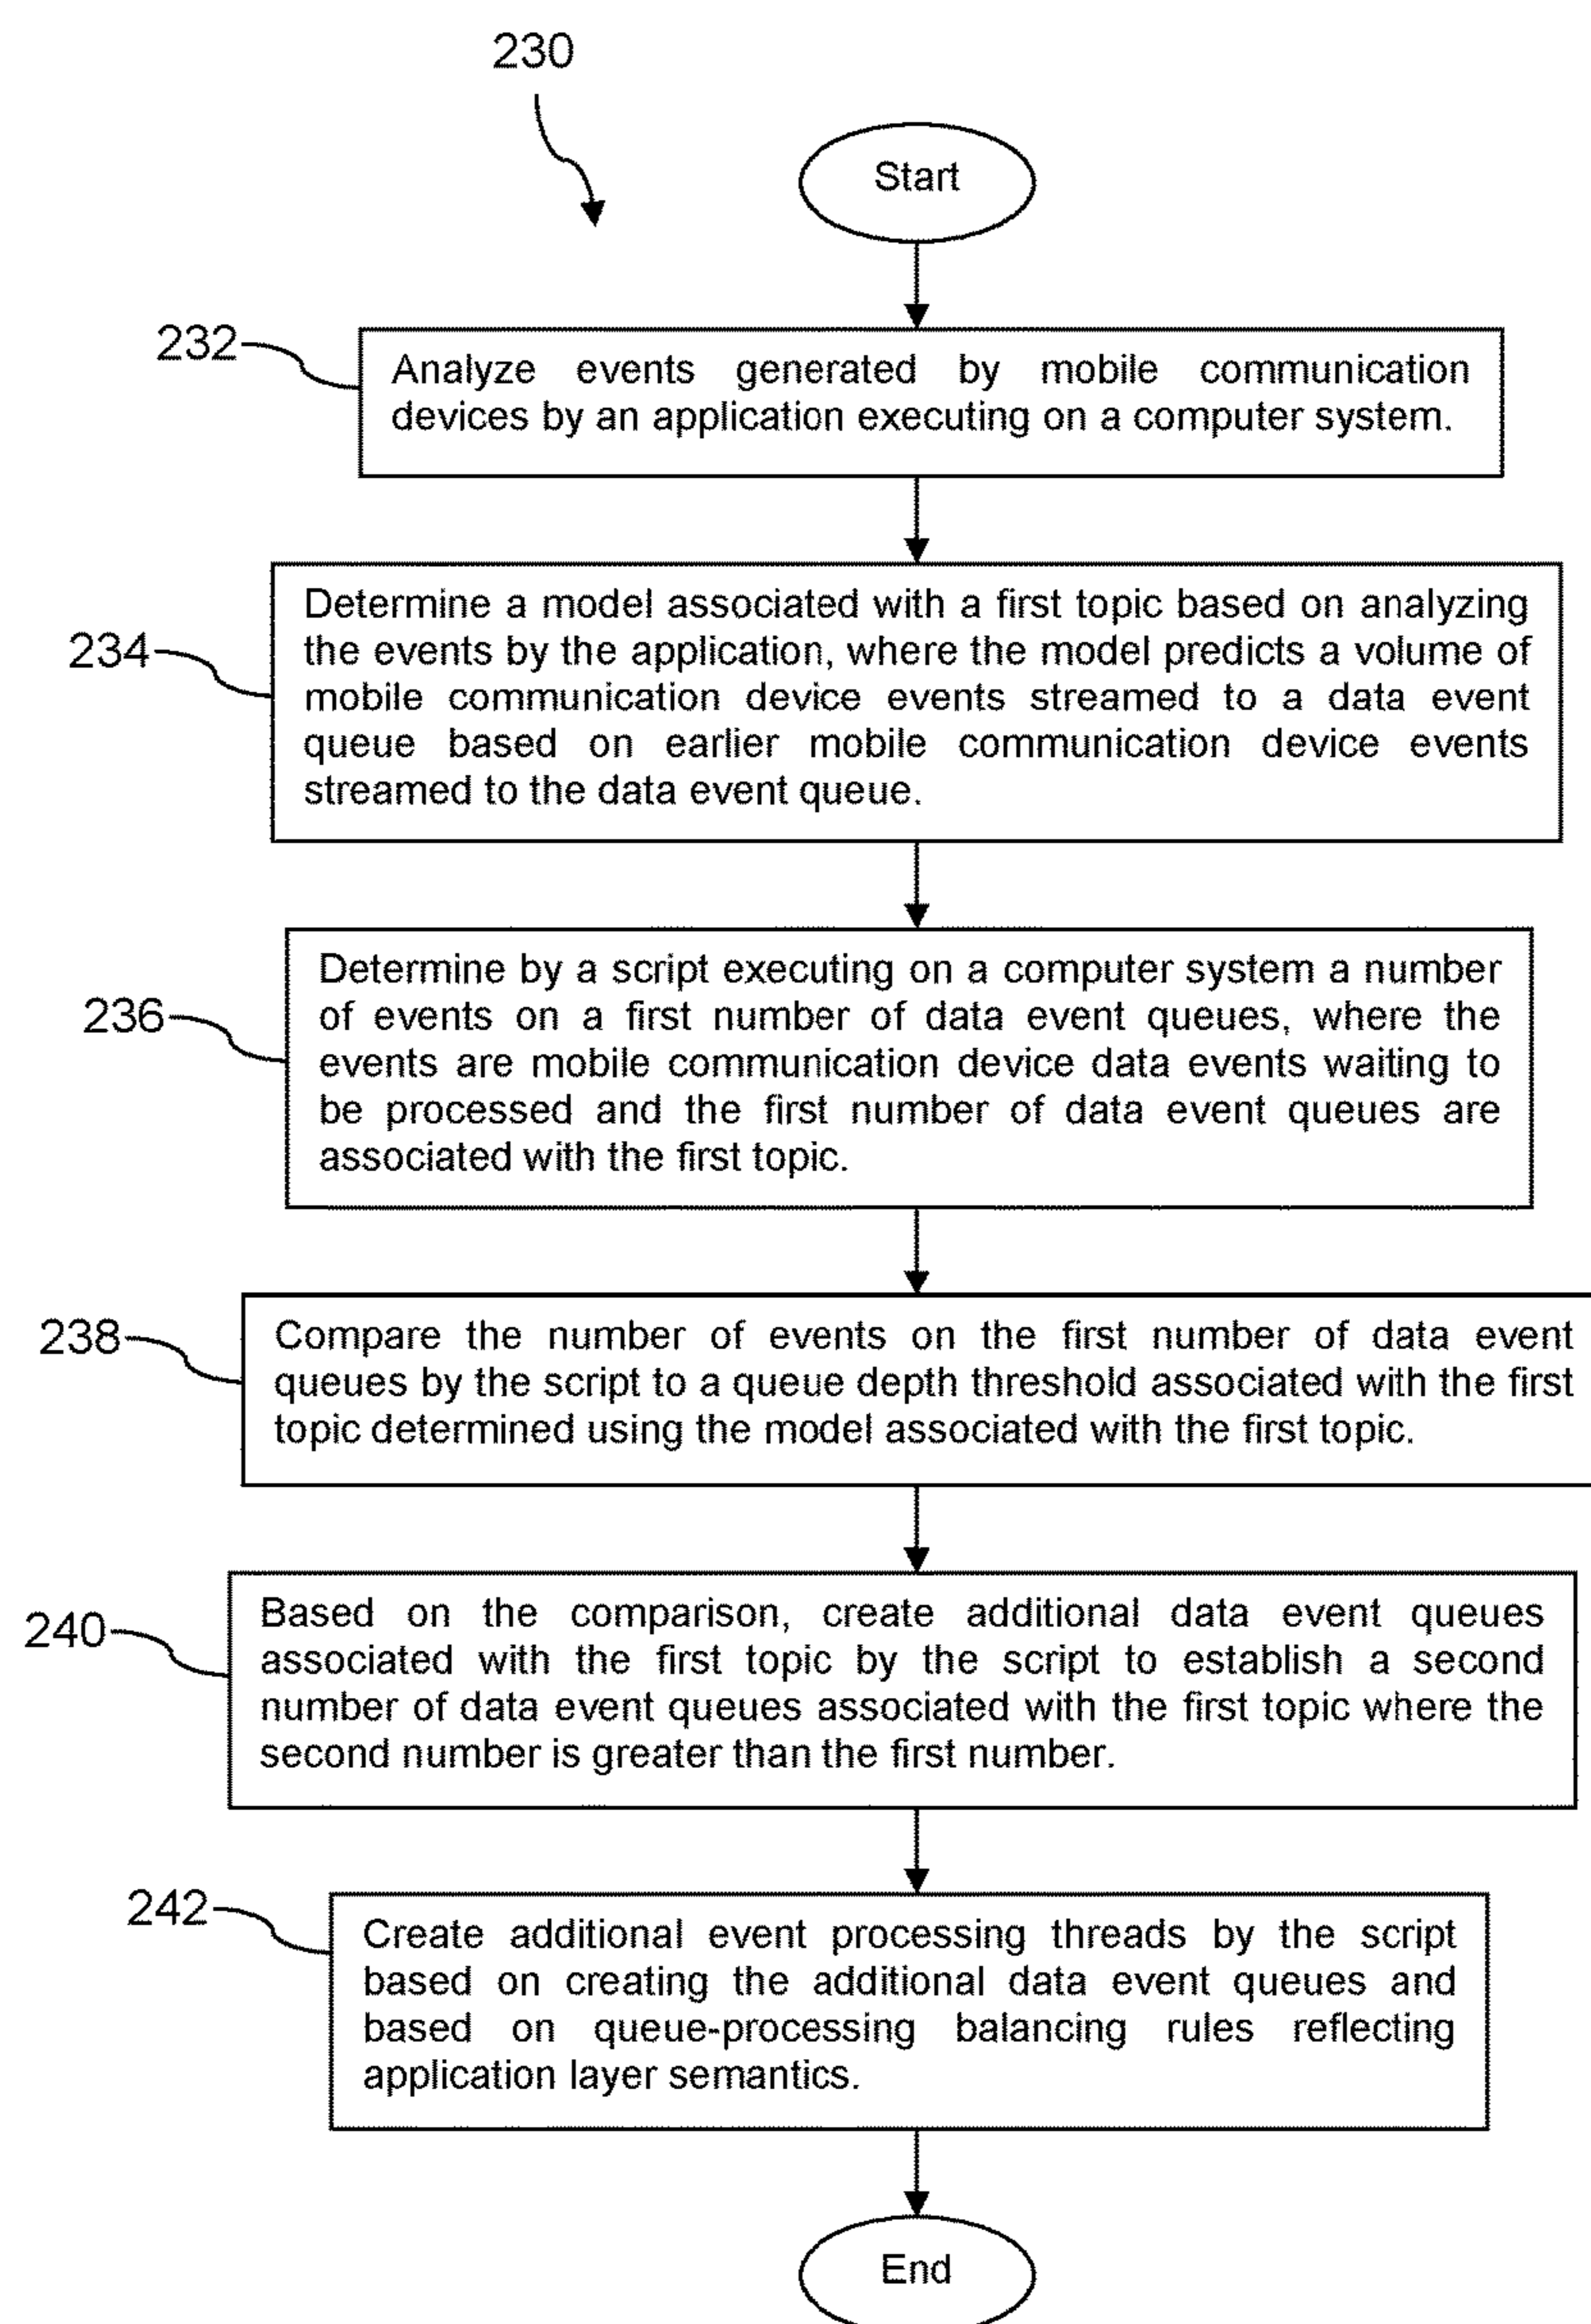 230
Start
232
Analyze events generated by mobile communication
devices by an application executing on a computer system.
234
Determine a model associated with a first topic based on analyzing
the events by the application, where the model predicts a volume of
mobile communication device events streamed to a data event
queue based on earlier mobile communication device events
streamed to the data event queue.
236
Determine by a script executing on a computer system a number
of events on a first number of data event queues, where the
events are mobile communication device data events waiting to
be processed and the first number of data event queues are
associated with the first topic.
238
Compare the number of events on the first number of data event
queues by the script to a queue depth threshold associated with the first
topic determined using the model associated with the first topic.
240
Based on the comparison, create additional data event queues
associated with the first topic by the script to establish a second
number of data event queues associated with the first topic where the
second number is greater than the first number.
242
Create additional event processing threads by the script
based on creating the additional data event queues and
based on queue-processing balancing rules reflecting
application layer semantics.
End